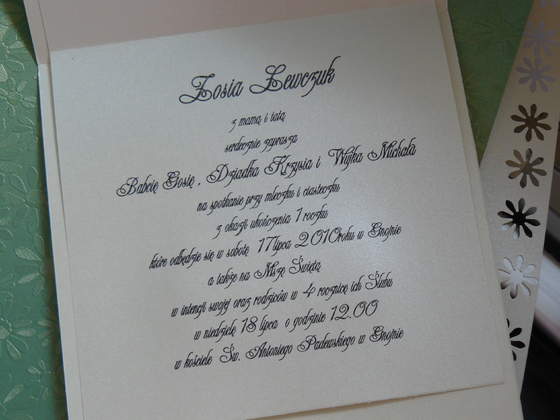 Zosia Lewczuk
z mamą i tatą
serdecznie zaprasza
Babcię Gosię , Dziadka Krzysia i Wujka Michała
na spotkanie przy mleczku i ciasteczku
z okazji ukończenia 1 roczku
które odbędzie się w sobotę 17 lipca 2010roku w Gnojnie
a także na Mszę Świętą
w intencji swojej oraz rodziców w 4 rocznicę ich Ślubu
w niedzielę 18 lipca o godzinie 12.00
w kościele Św. Antoniego Padewskiego w Gnojnie